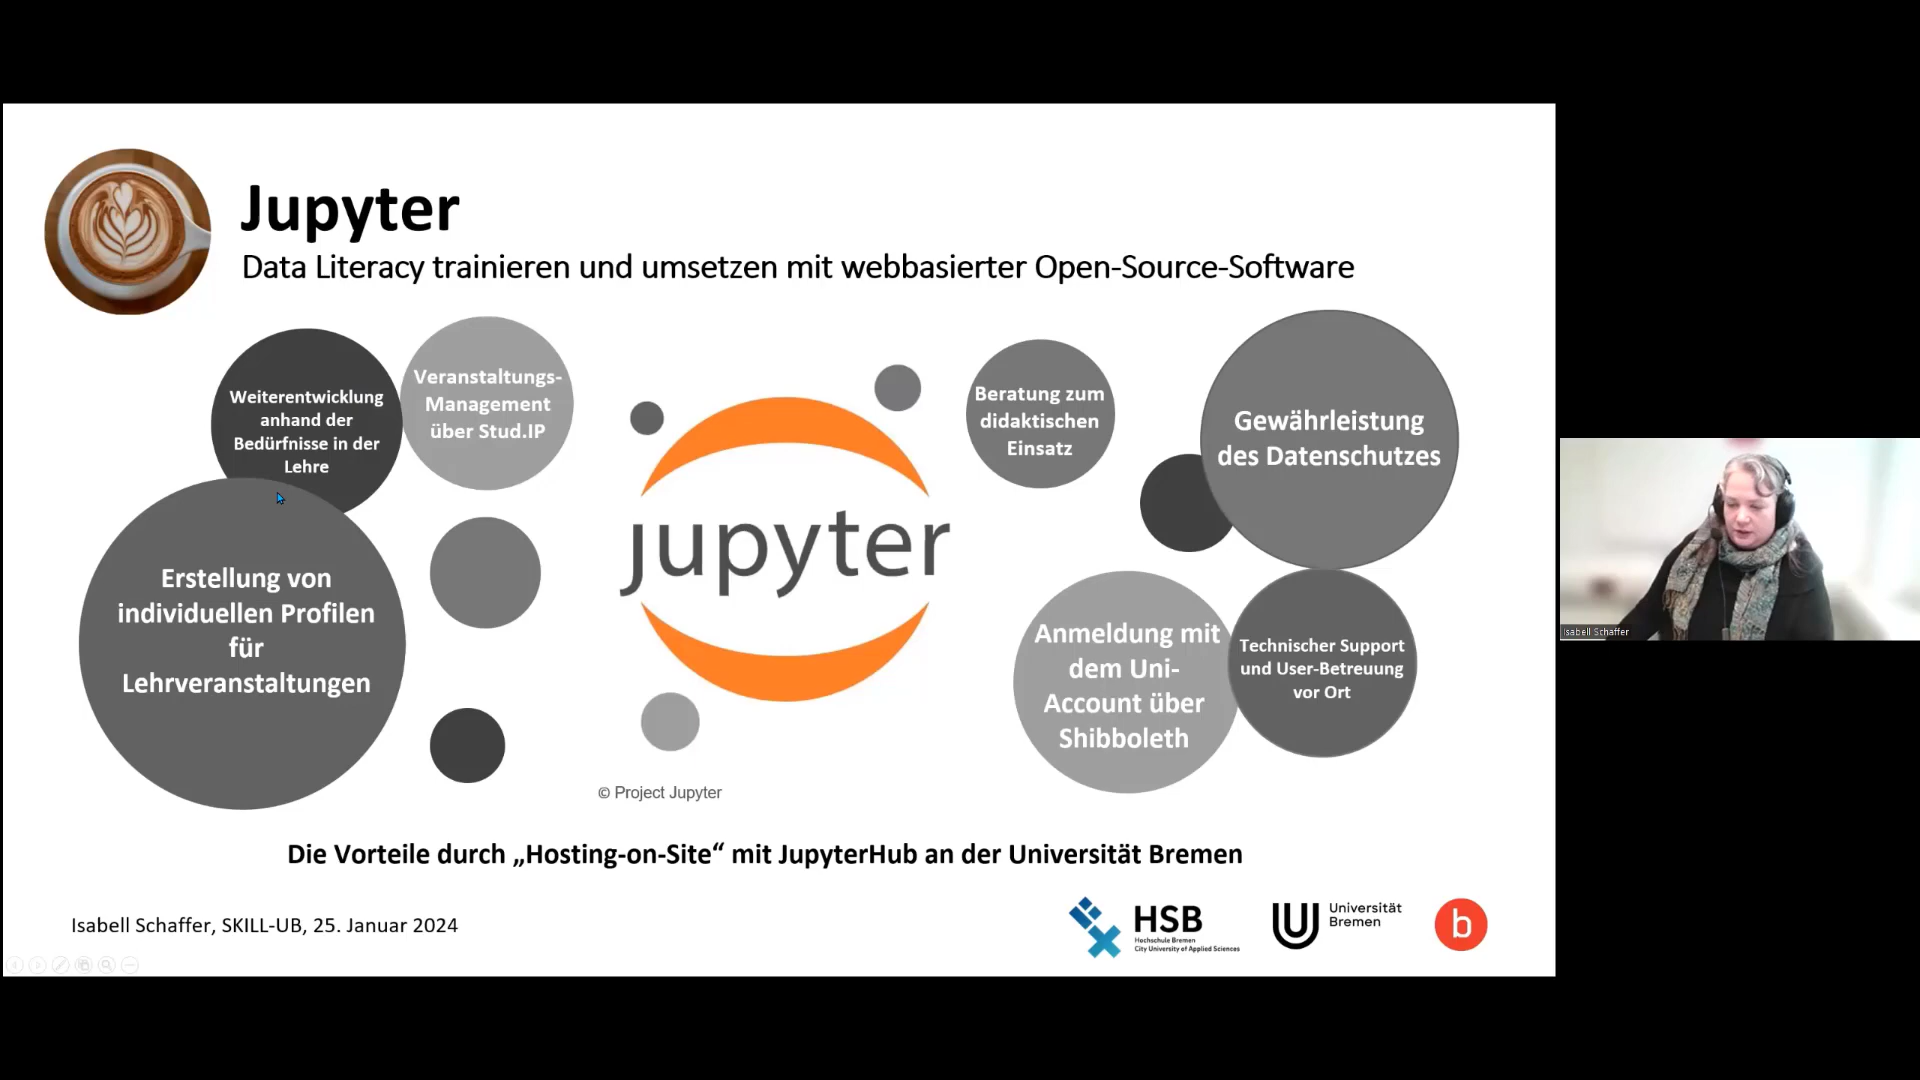 Jupyter
Data Literacy trainieren und umsetzen mit webbasierter Open-Source-Software
Weiterentwicklung
anhand der
Bedürfnisse in der
Lehre
Veranstaltungs-
Management
über Stud.IP
Erstellung von
individuellen Profilen
für
Lehrveranstaltungen
jupyter
© Project Jupyter
Beratung zum
didaktischen
Einsatz
Gewährleistung
des Datenschutzes
Anmeldung mit
dem Uni-
Account über
Shibboleth
Technischer Support
und User-Betreuung
vor Ort
Die Vorteile durch „Hosting-on-Site“ mit JupyterHub an der Universität Bremen
Isabell Schaffer, SKILL-UB, 25. Januar 2024
HSB
Hochschule Bremen
City University of Applied Sciences
Universität
Bremen
b
Isabell Schaffer